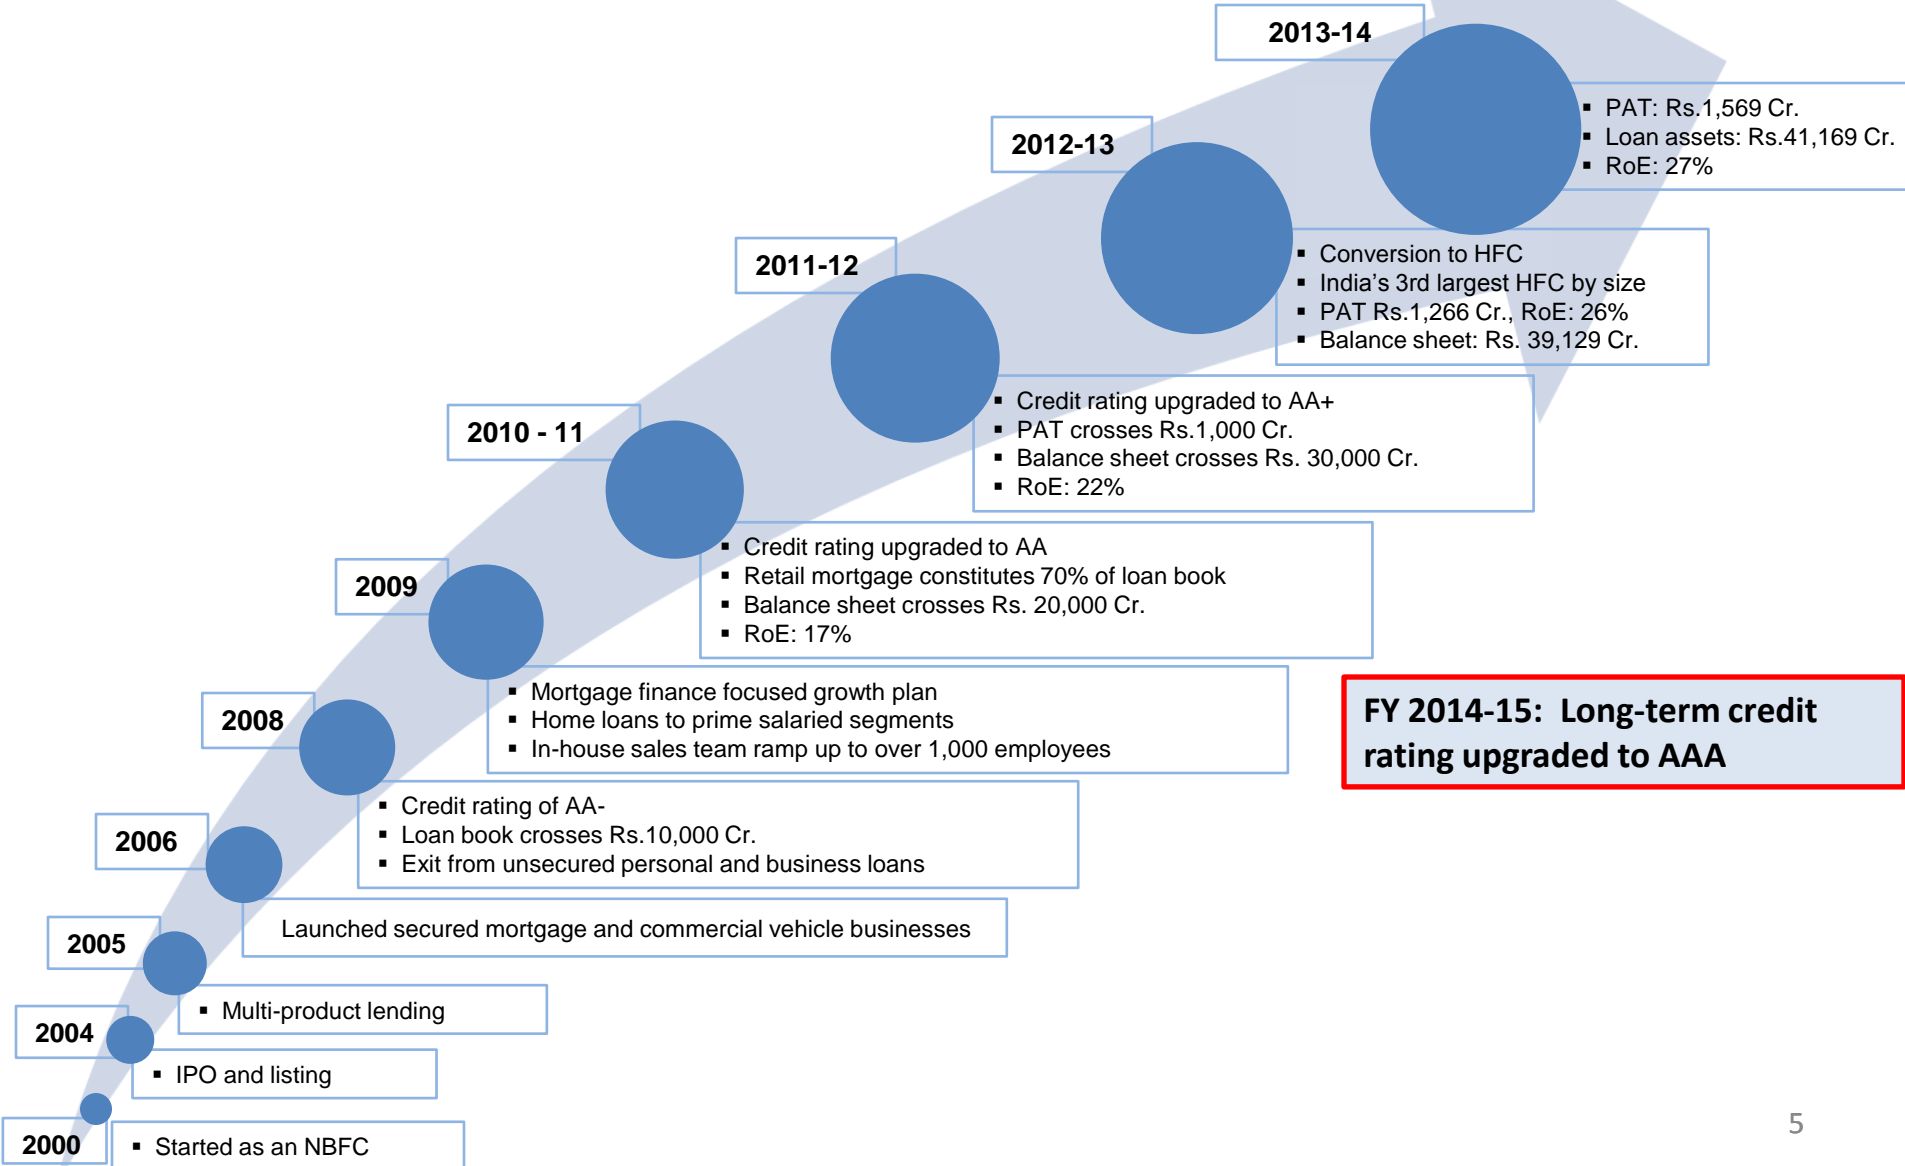 2013-14
▪ PAT: Rs.1,569 Cr.
▪ Loan assets: Rs.41,169 Cr.
▪ RoE: 27%
2012-13
▪ Conversion to HFC
▪ India’s 3rd largest HFC by size
▪ PAT Rs.1,266 Cr., RoE: 26%
▪ Balance sheet: Rs. 39,129 Cr.
2011-12
▪ Credit rating upgraded to AA+
▪ PAT crosses Rs.1,000 Cr.
▪ Balance sheet crosses Rs. 30,000 Cr.
▪ RoE: 22%
2010 - 11
▪ Credit rating upgraded to AA
▪ Retail mortgage constitutes 70% of loan book
▪ Balance sheet crosses Rs. 20,000 Cr.
▪ RoE: 17%
2009
▪ Mortgage finance focused growth plan
▪ Home loans to prime salaried segments
▪ In-house sales team ramp up to over 1,000 employees
FY 2014-15:  Long-term credit
rating upgraded to AAA
2008
▪ Credit rating of AA-
▪ Loan book crosses Rs.10,000 Cr.
▪ Exit from unsecured personal and business loans
2006
Launched secured mortgage and commercial vehicle businesses
2005
▪ Multi-product lending
2004
▪ IPO and listing
2000
▪ Started as an NBFC
5